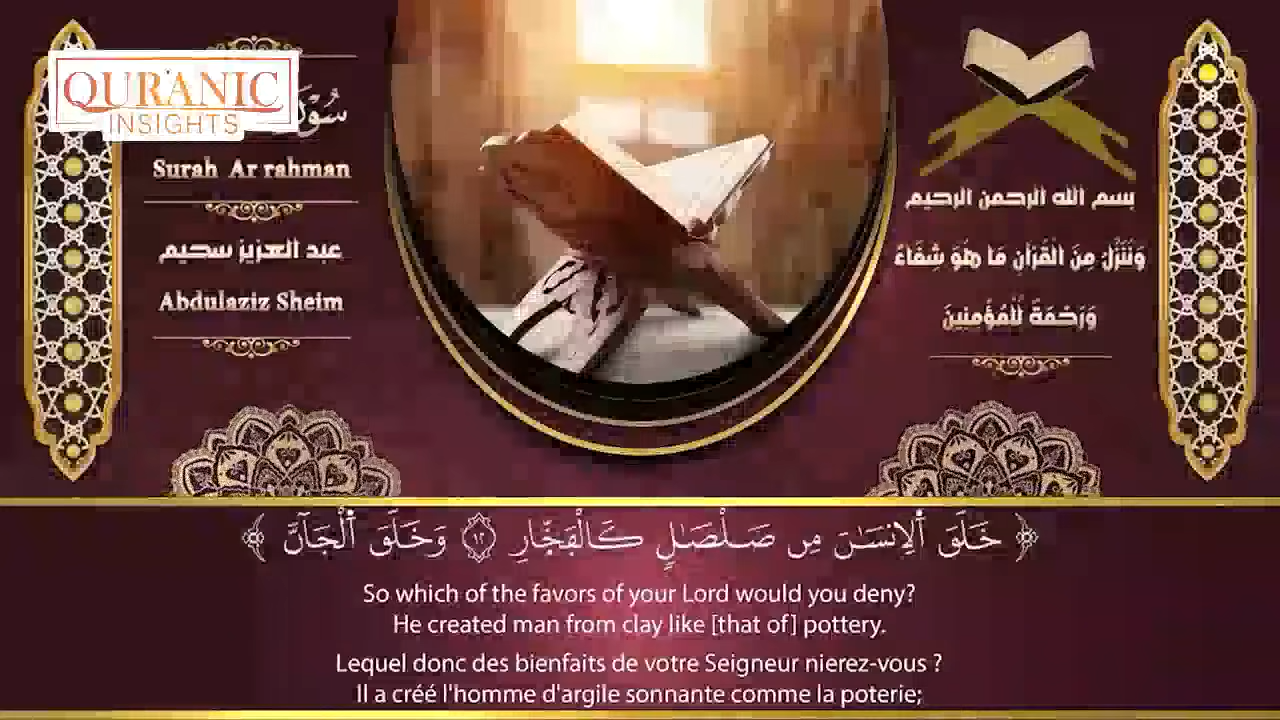 QUR'ANIC
INSIGHTS
Surah Ar rahman
عبد العزيز سحيم
Abdulaziz Sheim
بسم الله الرحمن الرحيم
وَنُنَزِّلُ مِنَ الْقُرْآنِ مَا هُوَ شِفَاءٌ
وَرَحْمَةٌ لِّلْمُؤْمِنِينَ
﴿ خَلَقَ ٱلْإِنسَٰنَ مِن صَلْصَٰلٍ كَٱلْفَخَّارِ ١٣ وَخَلَقَ ٱلْجَآنَّ ﴾
So which of the favors of your Lord would you deny?
He created man from clay like [that of] pottery.
Lequel donc des bienfaits de votre Seigneur nierez-vous ?
Il a créé l'homme d'argile sonnante comme la poterie;